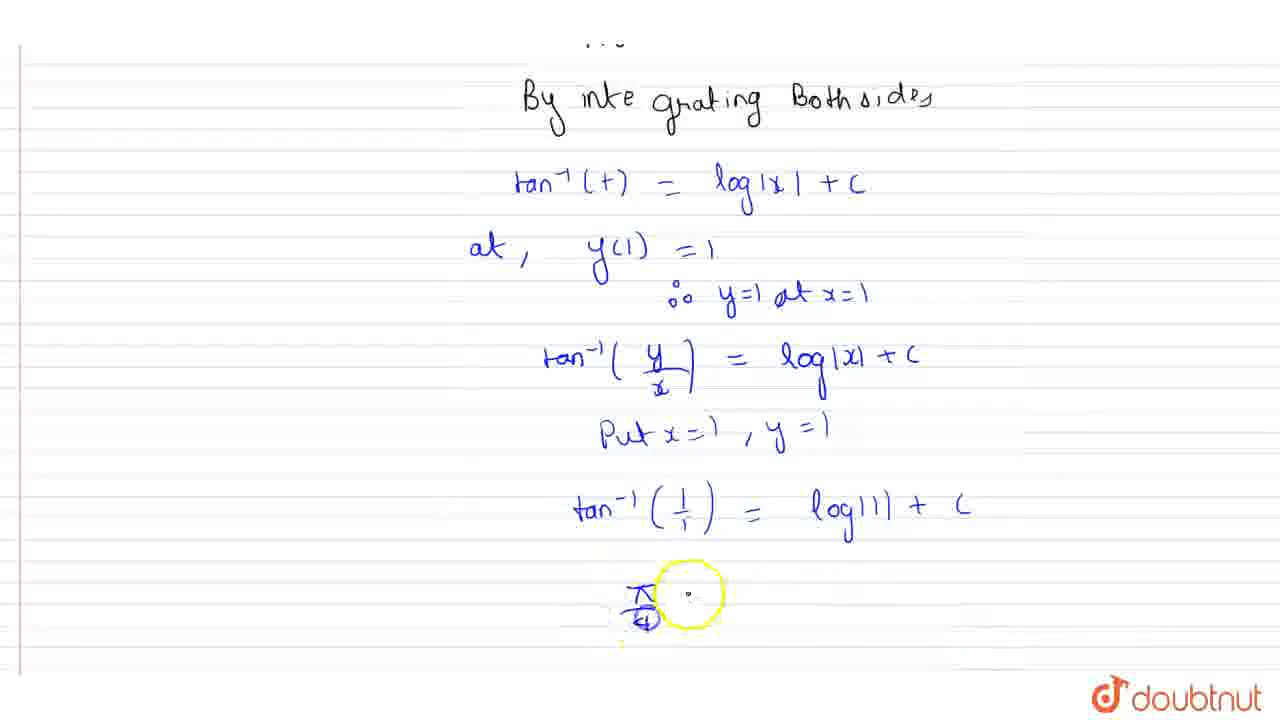 By integrating Both sides
tan⁻¹(t) = log|x| + c
at, y(1) = 1
∴ y=1 at x=1
tan⁻¹(y/x) = log|x| + c
Put x=1, y=1
tan⁻¹(1/1) = log|1| + c
π/4
doubtnut